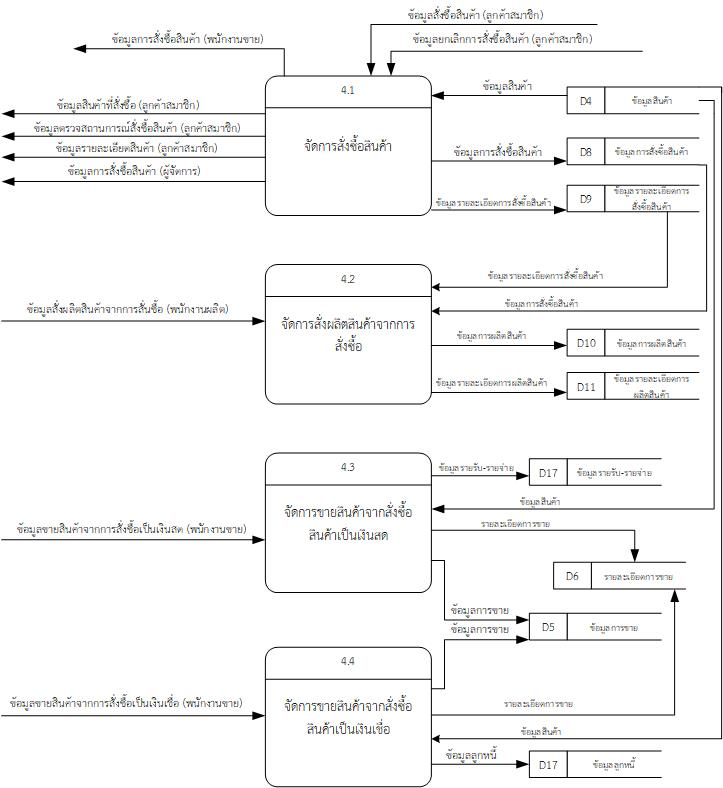 ข้อมูลสั่งซื้อสินค้า (ลูกค้าสมาชิก)
ข้อมูลการสั่งซื้อสินค้า (พนักงานขาย)
ข้อมูลยกเลิกการสั่งซื้อสินค้า (ลูกค้าสมาชิก)
4.1
จัดการสั่งซื้อสินค้า
ข้อมูลสินค้าที่สั่งซื้อ (ลูกค้าสมาชิก)
ข้อมูลตรวจสถานการณ์สั่งซื้อสินค้า (ลูกค้าสมาชิก)
ข้อมูลรายละเอียดสินค้า (ลูกค้าสมาชิก)
ข้อมูลการสั่งซื้อสินค้า (ผู้จัดการ)
ข้อมูลสินค้า
D4 ข้อมูลสินค้า
ข้อมูลการสั่งซื้อสินค้า
D8 ข้อมูลการสั่งซื้อสินค้า
ข้อมูลรายละเอียดการสั่งซื้อสินค้า
D9 ข้อมูลรายละเอียดการ
สั่งซื้อสินค้า
4.2
จัดการสั่งผลิตสินค้าจากการ
สั่งซื้อ
ข้อมูลสั่งผลิตสินค้าจากการสั่นซื้อ (พนักงานผลิต)
ข้อมูลรายละเอียดการสั่งซื้อสินค้า
ข้อมูลการสั่งซื้อสินค้า
ข้อมูลการผลิตสินค้า
D10 ข้อมูลการผลิตสินค้า
ข้อมูลรายละเอียดการผลิตสินค้า
D11 ข้อมูลรายละเอียดการ
ผลิตสินค้า
4.3
จัดการขายสินค้าจากสั่งซื้อ
สินค้าเป็นเงินสด
ข้อมูลขายสินค้าจากการสั่งซื้อเป็นเงินสด (พนักงานขาย)
ข้อมูลรายรับ-รายจ่าย
D17 ข้อมูลรายรับ-รายจ่าย
ข้อมูลสินค้า
รายละเอียดการขาย
D6 รายละเอียดการขาย
ข้อมูลการขาย
ข้อมูลการขาย
D5 ข้อมูลการขาย
4.4
จัดการขายสินค้าจากสั่งซื้อ
สินค้าเป็นเงินเชื่อ
ข้อมูลขายสินค้าจากการสั่งซื้อเป็นเงินเชื่อ (พนักงานขาย)
รายละเอียดการขาย
ข้อมูลสินค้า
ข้อมูลลูกหนี้
D17 ข้อมูลลูกหนี้